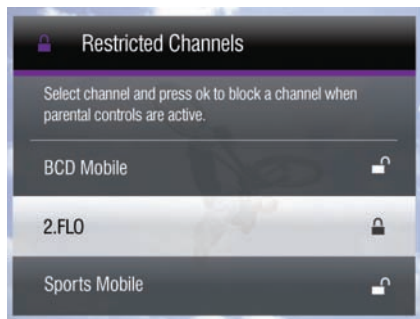 Restricted Channels
Select channel and press ok to block a channel when
parental controls are active.
BCD Mobile
2.FLO
Sports Mobile